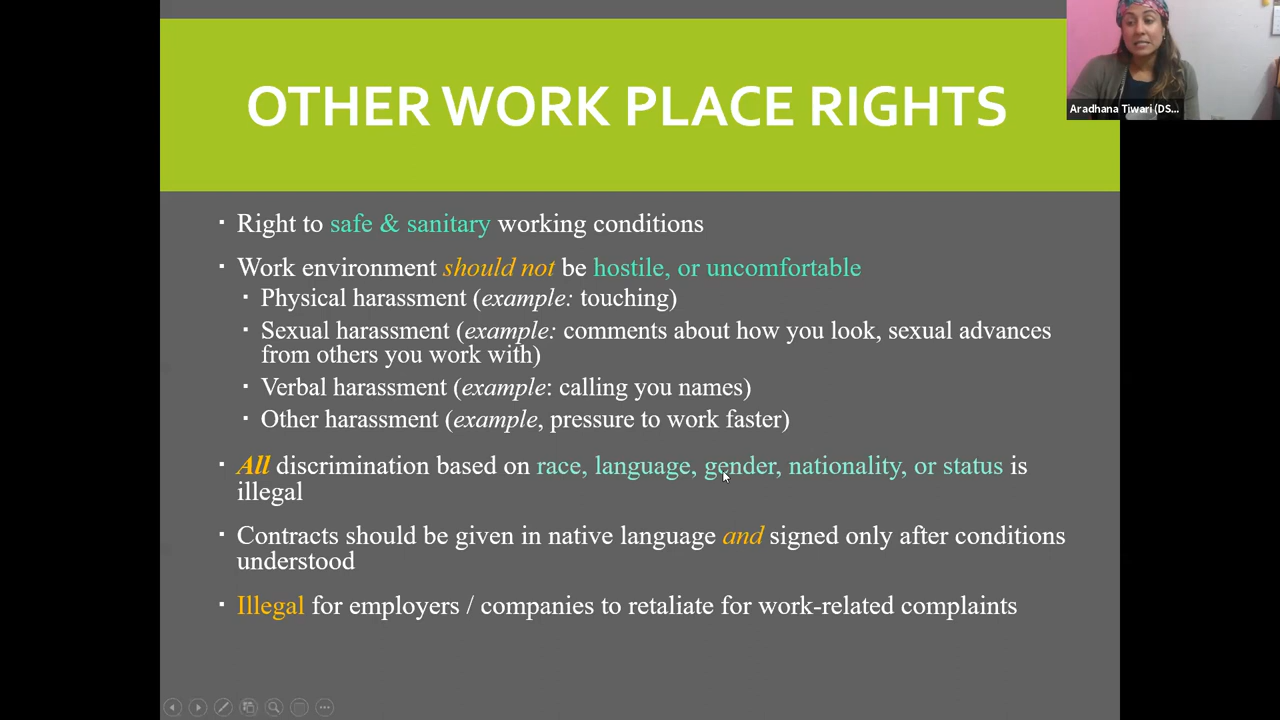 OTHER WORK PLACE RIGHTS
Aradhana Tiwari (DS...
▪ Right to safe & sanitary working conditions
▪ Work environment should not be hostile, or uncomfortable
▪ Physical harassment (example: touching)
▪ Sexual harassment (example: comments about how you look, sexual advances
from others you work with)
▪ Verbal harassment (example: calling you names)
▪ Other harassment (example, pressure to work faster)
▪ All discrimination based on race, language, gender, nationality, or status is
illegal
▪ Contracts should be given in native language and signed only after conditions
understood
▪ Illegal for employers / companies to retaliate for work-related complaints